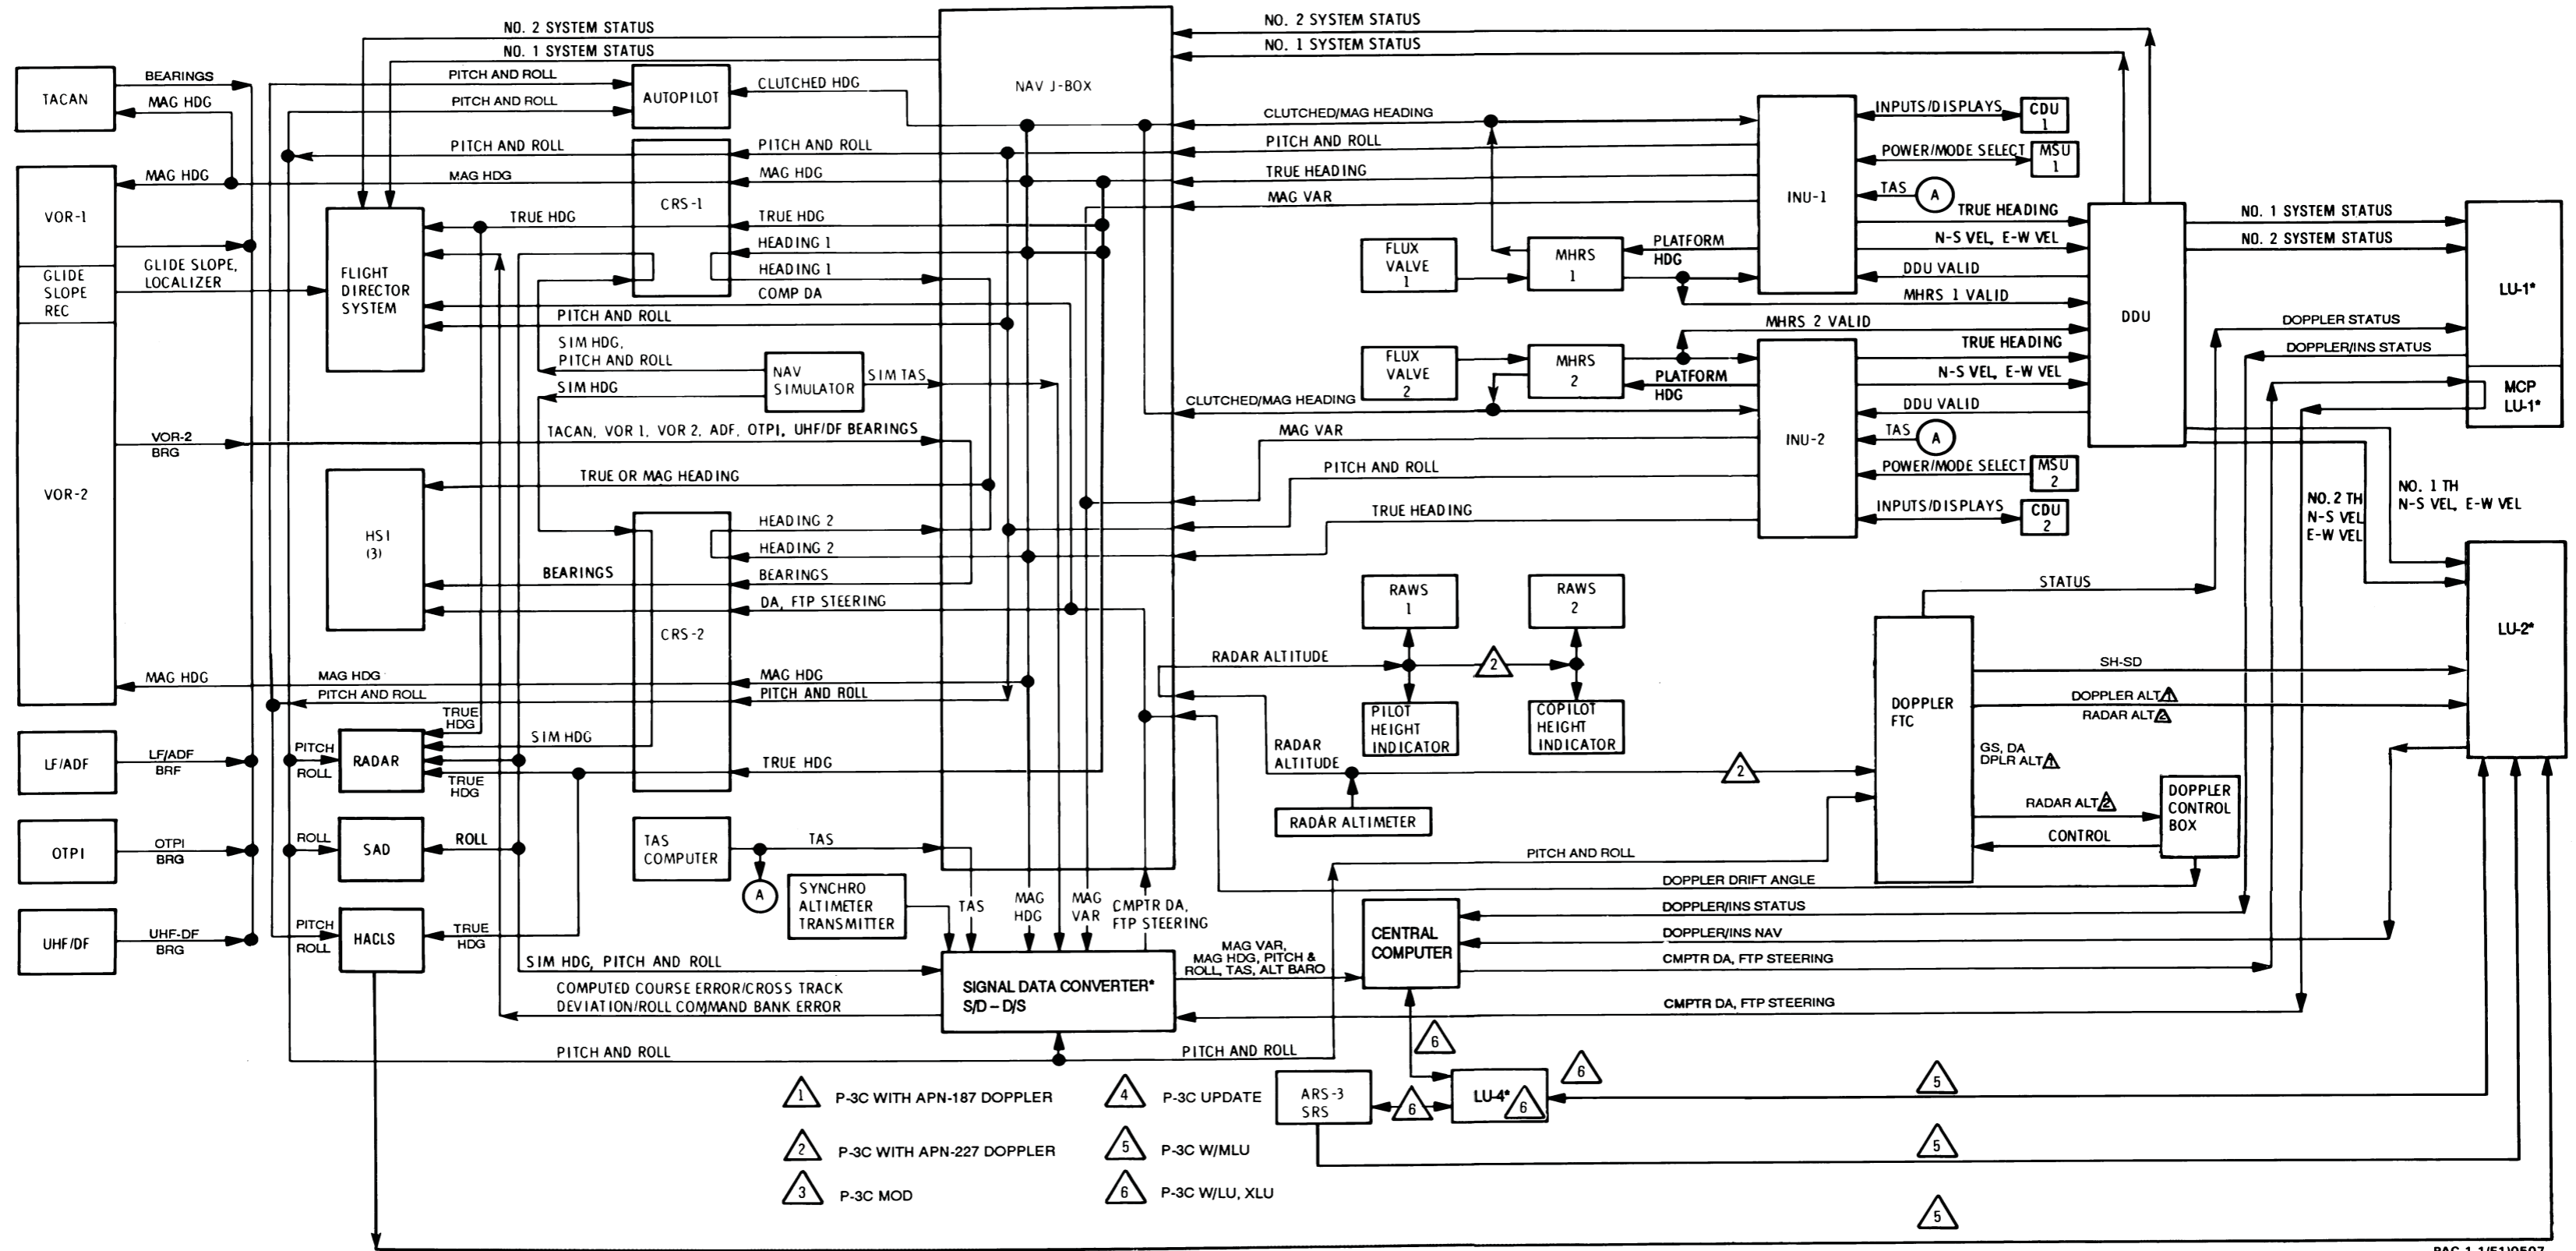 NO. 2 SYSTEM STATUS
NO. 1 SYSTEM STATUS
NO. 2 SYSTEM STATUS
NO. 1 SYSTEM STATUS
TACAN
BEARINGS
MAG HDG
PITCH AND ROLL
PITCH AND ROLL
AUTOPILOT
CLUTCHED HDG
NAV J-BOX
CLUTCHED/MAG HEADING
PITCH AND ROLL
TRUE HEADING
MAG VAR
INU-1
INPUTS/DISPLAYS
CDU
1
POWER/MODE SELECT
MSU
1
TAS
A
TRUE HEADING
N-S VEL, E-W VEL
DDU VALID
MHRS 1 VALID
DDU
NO. 1 SYSTEM STATUS
NO. 2 SYSTEM STATUS
LU-1*
DOPPLER STATUS
DOPPLER/INS STATUS
MCP
LU-1*
VOR-1
MAG HDG
GLIDE
SLOPE
REC
GLIDE SLOPE,
LOCALIZER
VOR-2
VOR-2
BRG
MAG HDG
PITCH AND ROLL
MAG HDG
FLIGHT
DIRECTOR
SYSTEM
TRUE HDG
CRS-1
PITCH AND ROLL
MAG HDG
TRUE HDG
HEADING 1
HEADING 1
COMP DA
PITCH AND ROLL
SIM HDG,
PITCH AND ROLL
SIM HDG
NAV
SIMULATOR
SIM TAS
TACAN, VOR 1, VOR 2, ADF, OTPI, UHF/DF BEARINGS
TRUE OR MAG HEADING
HSI
(3)
BEARINGS
HEADING 2
HEADING 2
BEARINGS
DA, FTP STEERING
CRS-2
MAG HDG
PITCH AND ROLL
MAG HDG
PITCH AND ROLL
FLUX
VALVE
1
MHRS
1
PLATFORM
HDG
MHRS 2 VALID
FLUX
VALVE
2
MHRS
2
PLATFORM
HDG
CLUTCHED/MAG HEADING
MAG VAR
PITCH AND ROLL
TRUE HEADING
INU-2
TRUE HEADING
N-S VEL, E-W VEL
DDU VALID
TAS
A
POWER/MODE SELECT
MSU
2
INPUTS/DISPLAYS
CDU
2
NO. 2 TH
N-S VEL
E-W VEL
NO. 1 TH
N-S VEL, E-W VEL
LU-2*
RAWS
1
RAWS
2
RADAR ALTITUDE
2
PILOT
HEIGHT
INDICATOR
COPILOT
HEIGHT
INDICATOR
RADAR
ALTITUDE
2
RADAR ALTIMETER
STATUS
DOPPLER
FTC
SH-SD
DOPPLER ALT 1
RADAR ALT 2
GS, DA
DPLR ALT 1
RADAR ALT 2
CONTROL
DOPPLER
CONTROL
BOX
PITCH AND ROLL
DOPPLER DRIFT ANGLE
DOPPLER/INS STATUS
DOPPLER/INS NAV
CMPTR DA, FTP STEERING
CMPTR DA, FTP STEERING
LF/ADF
LF/ADF
BRF
PITCH
ROLL
RADAR
TRUE
HDG
SIM HDG
TRUE
HDG
TRUE HDG
OTPI
OTPI
BRG
ROLL
SAD
ROLL
TAS
COMPUTER
TAS
A
SYNCHRO
ALTIMETER
TRANSMITTER
TAS
MAG
HDG
MAG
VAR
CMPTR DA,
FTP STEERING
UHF/DF
UHF-DF
BRG
PITCH
ROLL
HACLS
TRUE
HDG
SIM HDG, PITCH AND ROLL
COMPUTED COURSE ERROR/CROSS TRACK
DEVIATION/ROLL COMMAND BANK ERROR
SIGNAL DATA CONVERTER*
S/D – D/S
MAG VAR,
MAG HDG, PITCH &
ROLL, TAS, ALT BARO
CENTRAL
COMPUTER
PITCH AND ROLL
PITCH AND ROLL
6
ARS-3
SRS
6
LU-4*
6
6
5
5
5
1 P-3C WITH APN-187 DOPPLER
2 P-3C WITH APN-227 DOPPLER
3 P-3C MOD
4 P-3C UPDATE
5 P-3C W/MLU
6 P-3C W/LU, XLU